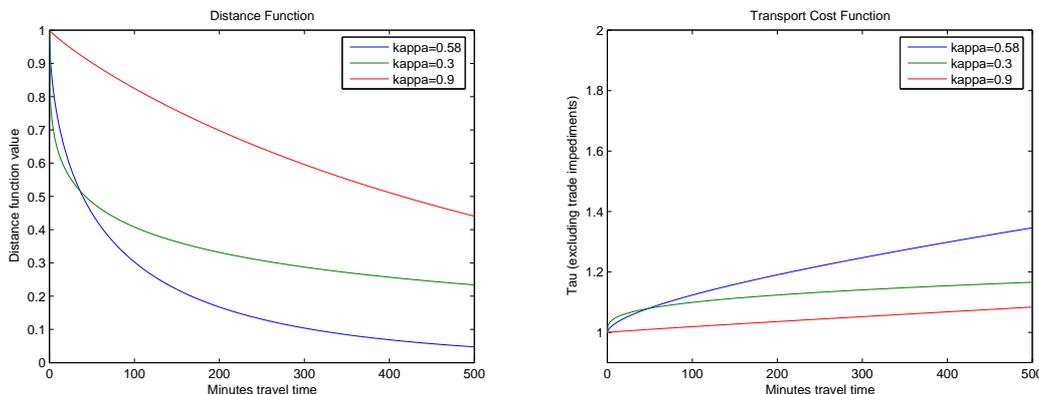 Distance Function
Distance function value
1
0.9
0.8
0.7
0.6
0.5
0.4
0.3
0.2
0.1
0
kappa=0.58
kappa=0.3
kappa=0.9
0 100 200 300 400 500
Minutes travel time
Transport Cost Function
Tau (excluding trade impediments)
2
1.8
1.6
1.4
1.2
1
kappa=0.58
kappa=0.3
kappa=0.9
0 100 200 300 400 500
Minutes travel time